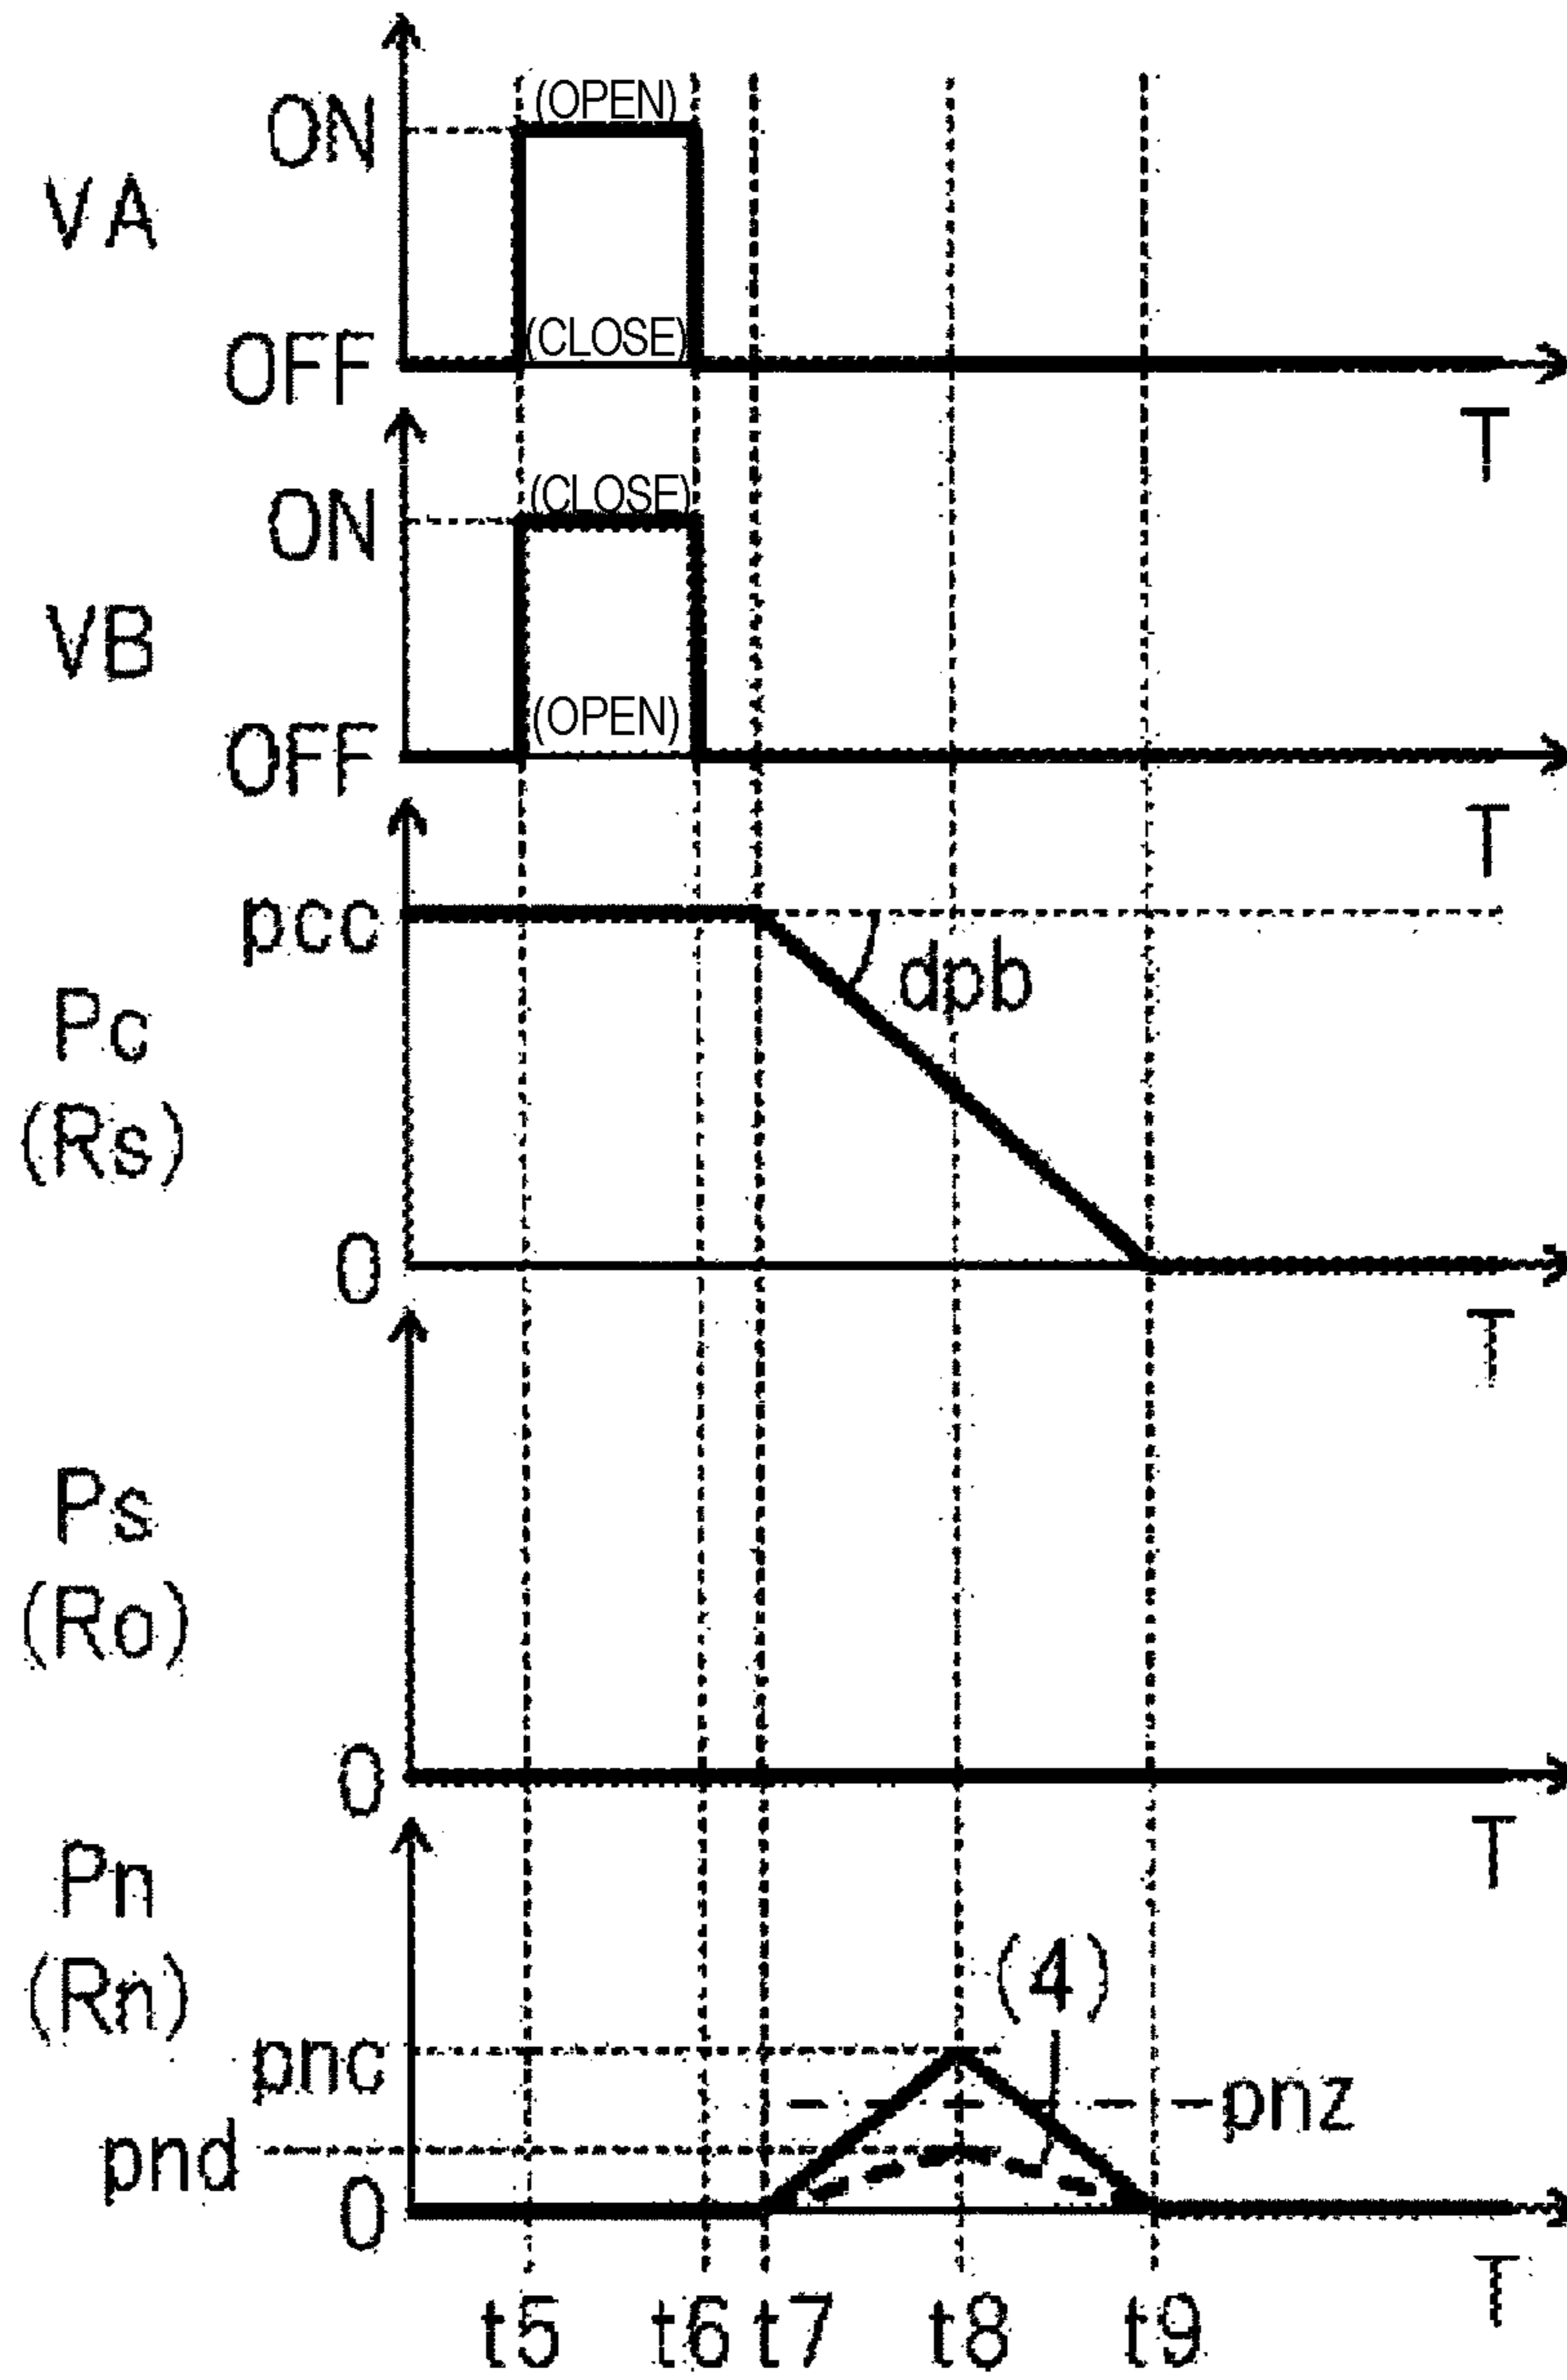 (OPEN)
ON
VA
(CLOSE)
OFF
T
(CLOSE)
ON
VB
(OPEN)
OFF
T
pcc
dpb
Pc
(Rs)
0
T
Ps
(Ro)
0
T
Pn
(Rn)
(4)
pnc
pnz
pnd
0
T
t5 t6 t7 t8 t9